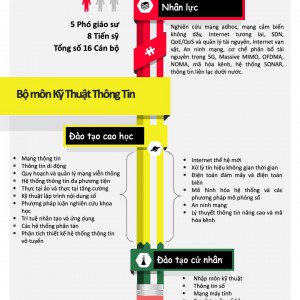 Nhân lực
5 Phó giáo sư
8 Tiến sỹ
Tổng số 16 Cán bộ
Nghiên cứu mạng adhoc, mạng cảm biến
không dây, Internet tương lai, SDN,
QoE/QoS và quản lý tài nguyên, Internet vạn
vật, An ninh mạng, cơ chế phân bổ tài
nguyên trong 5G, Massive MIMO, OFDMA,
NOMA, mã hóa kênh, hệ thống SONAR,
thông tin liên lạc dưới nước.
Bộ môn Kỹ Thuật Thông Tin
Đào tạo cao học
• Mạng thông tin
• Thông tin di động
• Quy hoạch và quản lý mạng viễn thông
• Hệ thống thông tin đa phương tiện
• Thực tại ảo và thực tại tăng cường
• Kỹ thuật lập trình nội dung số
• Phương pháp luận nghiên cứu khoa
học
• Trí tuệ nhân tạo và ứng dụng
• Các hệ thống phân tán
• Phân tích thiết kế hệ thống thông tin
vô tuyến
• Internet thế hệ mới
• Xử lý tín hiệu không gian thời gian
• Điện toán đám mây và điện toán
biên
• Mô hình hóa hệ thống và các
phương pháp mô phỏng số
• An ninh mạng
• Lý thuyết thông tin nâng cao và mã
hóa kênh
Đào tạo cử nhân
• Nhập môn kỹ thuật
• Thông tin số
• Mạng máy tính